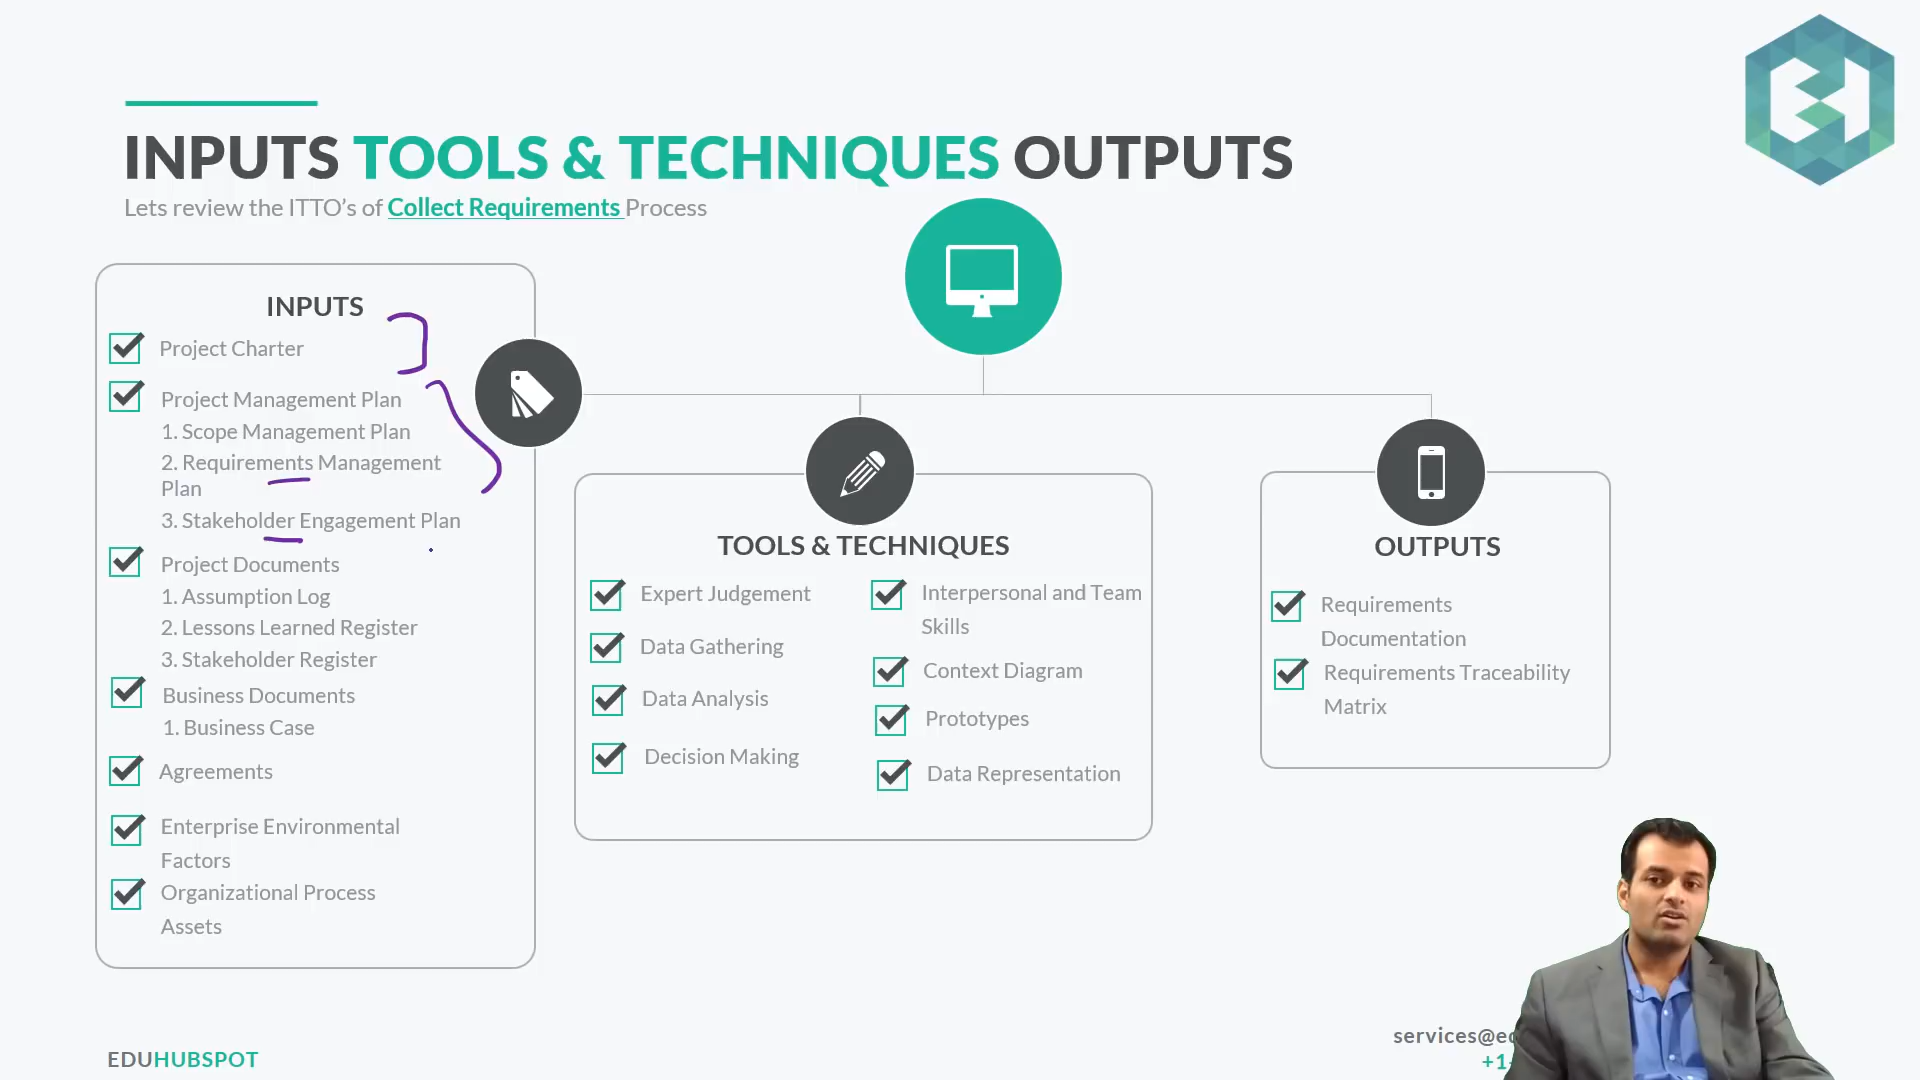 INPUTS TOOLS & TECHNIQUES OUTPUTS
Lets review the ITTO’s of Collect Requirements Process
INPUTS
Project Charter
Project Management Plan
1. Scope Management Plan
2. Requirements Management
Plan
3. Stakeholder Engagement Plan
Project Documents
1. Assumption Log
2. Lessons Learned Register
3. Stakeholder Register
Business Documents
1. Business Case
Agreements
Enterprise Environmental
Factors
Organizational Process
Assets
TOOLS & TECHNIQUES
Expert Judgement
Data Gathering
Data Analysis
Decision Making
Interpersonal and Team
Skills
Context Diagram
Prototypes
Data Representation
OUTPUTS
Requirements
Documentation
Requirements Traceability
Matrix
EDUHUBSPOT